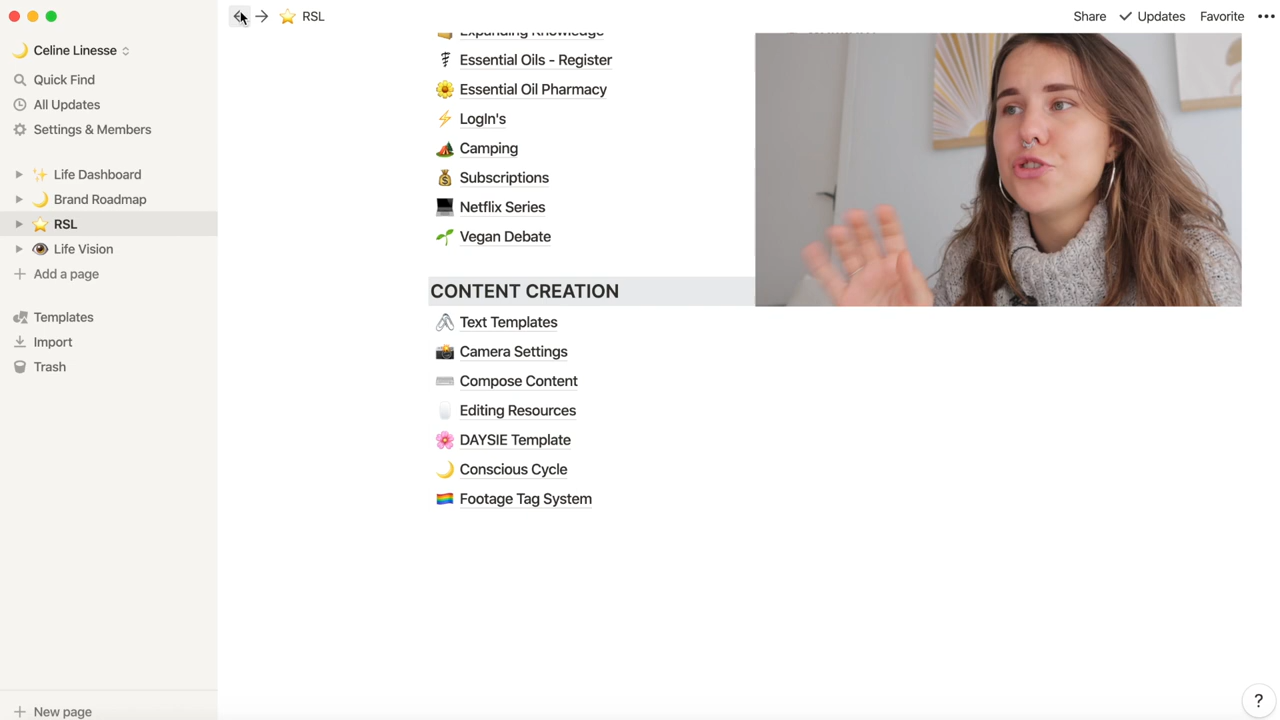 RSL
Share
Updates
Favorite
Celine Linesse
Quick Find
All Updates
Settings & Members
Life Dashboard
Brand Roadmap
RSL
Life Vision
Add a page
Templates
Import
Trash
New page
Expanding Knowledge
Essential Oils - Register
Essential Oil Pharmacy
LogIn's
Camping
Subscriptions
Netflix Series
Vegan Debate
CONTENT CREATION
Text Templates
Camera Settings
Compose Content
Editing Resources
DAYSIE Template
Conscious Cycle
Footage Tag System
?